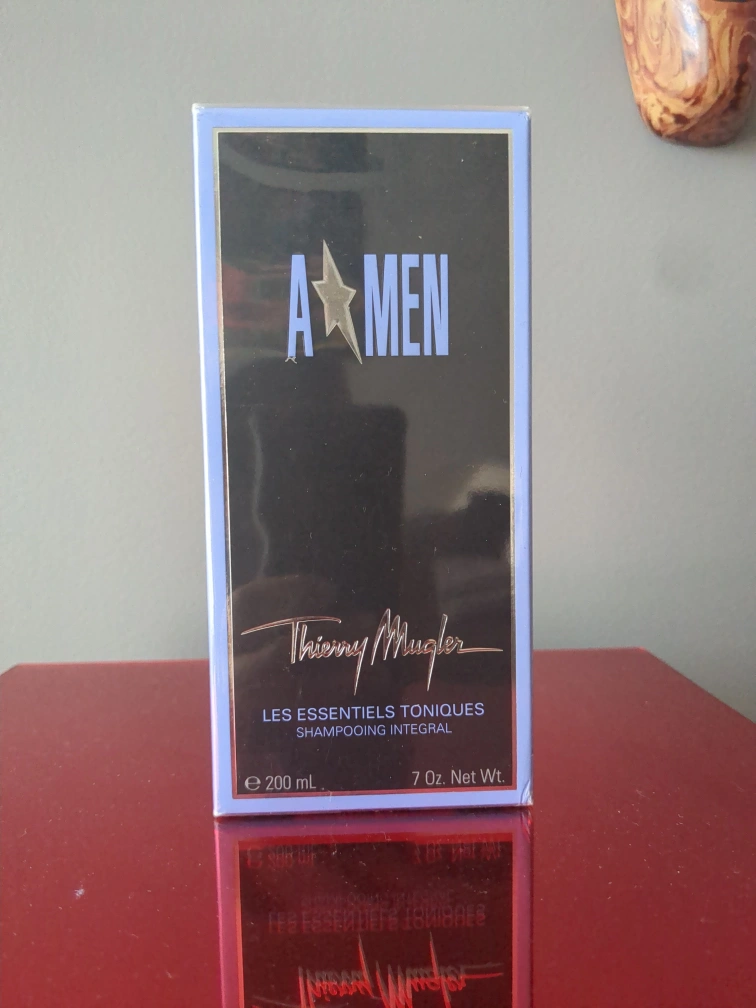 A★MEN
Thierry Mugler
LES ESSENTIELS TONIQUES
SHAMPOOING INTEGRAL
℮ 200 mL 7 Oz. Net Wt.